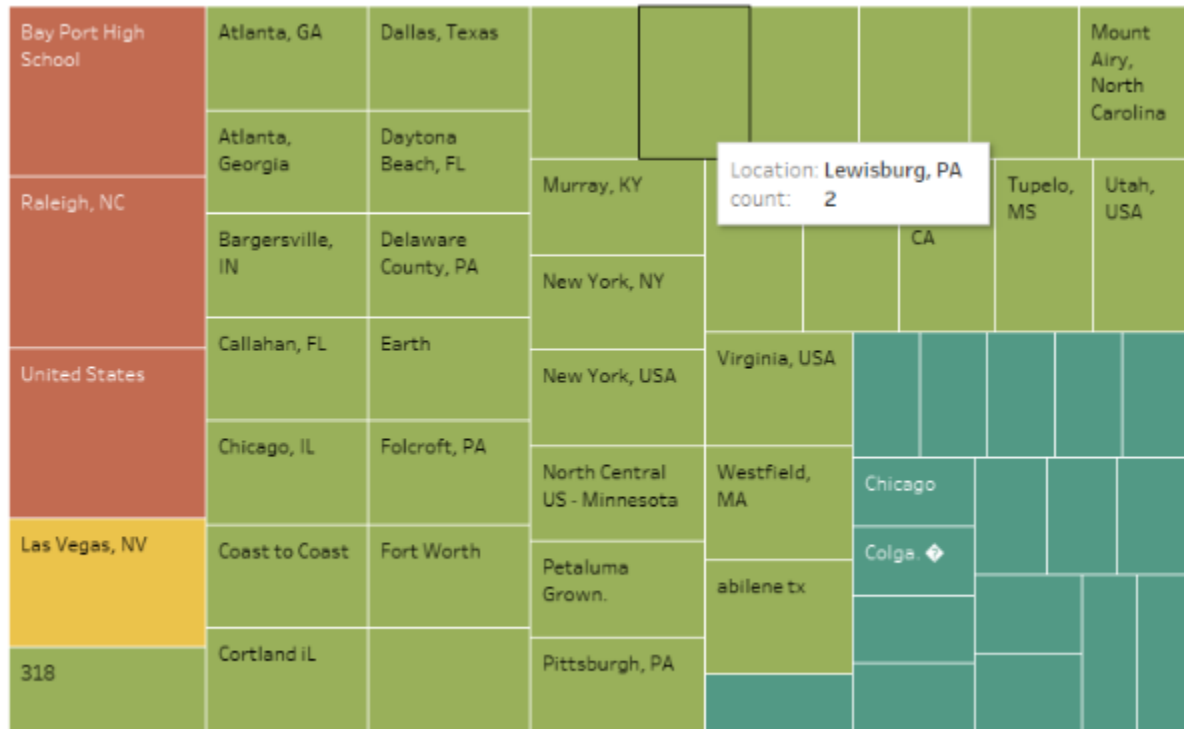 Bay Port High
School
Raleigh, NC
United States
Las Vegas, NV
318
Atlanta, GA
Atlanta,
Georgia
Bargersville,
IN
Callahan, FL
Chicago, IL
Coast to Coast
Cortland iL
Dallas, Texas
Daytona
Beach, FL
Delaware
County, PA
Earth
Folcroft, PA
Fort Worth
Mount
Airy,
North
Carolina
Murray, KY
New York, NY
New York, USA
North Central
US - Minnesota
Petaluma
Grown.
Pittsburgh, PA
Location: Lewisburg, PA
count: 2
CA
Tupelo,
MS
Utah,
USA
Virginia, USA
Westfield,
MA
abilene tx
Chicago
Colga. �